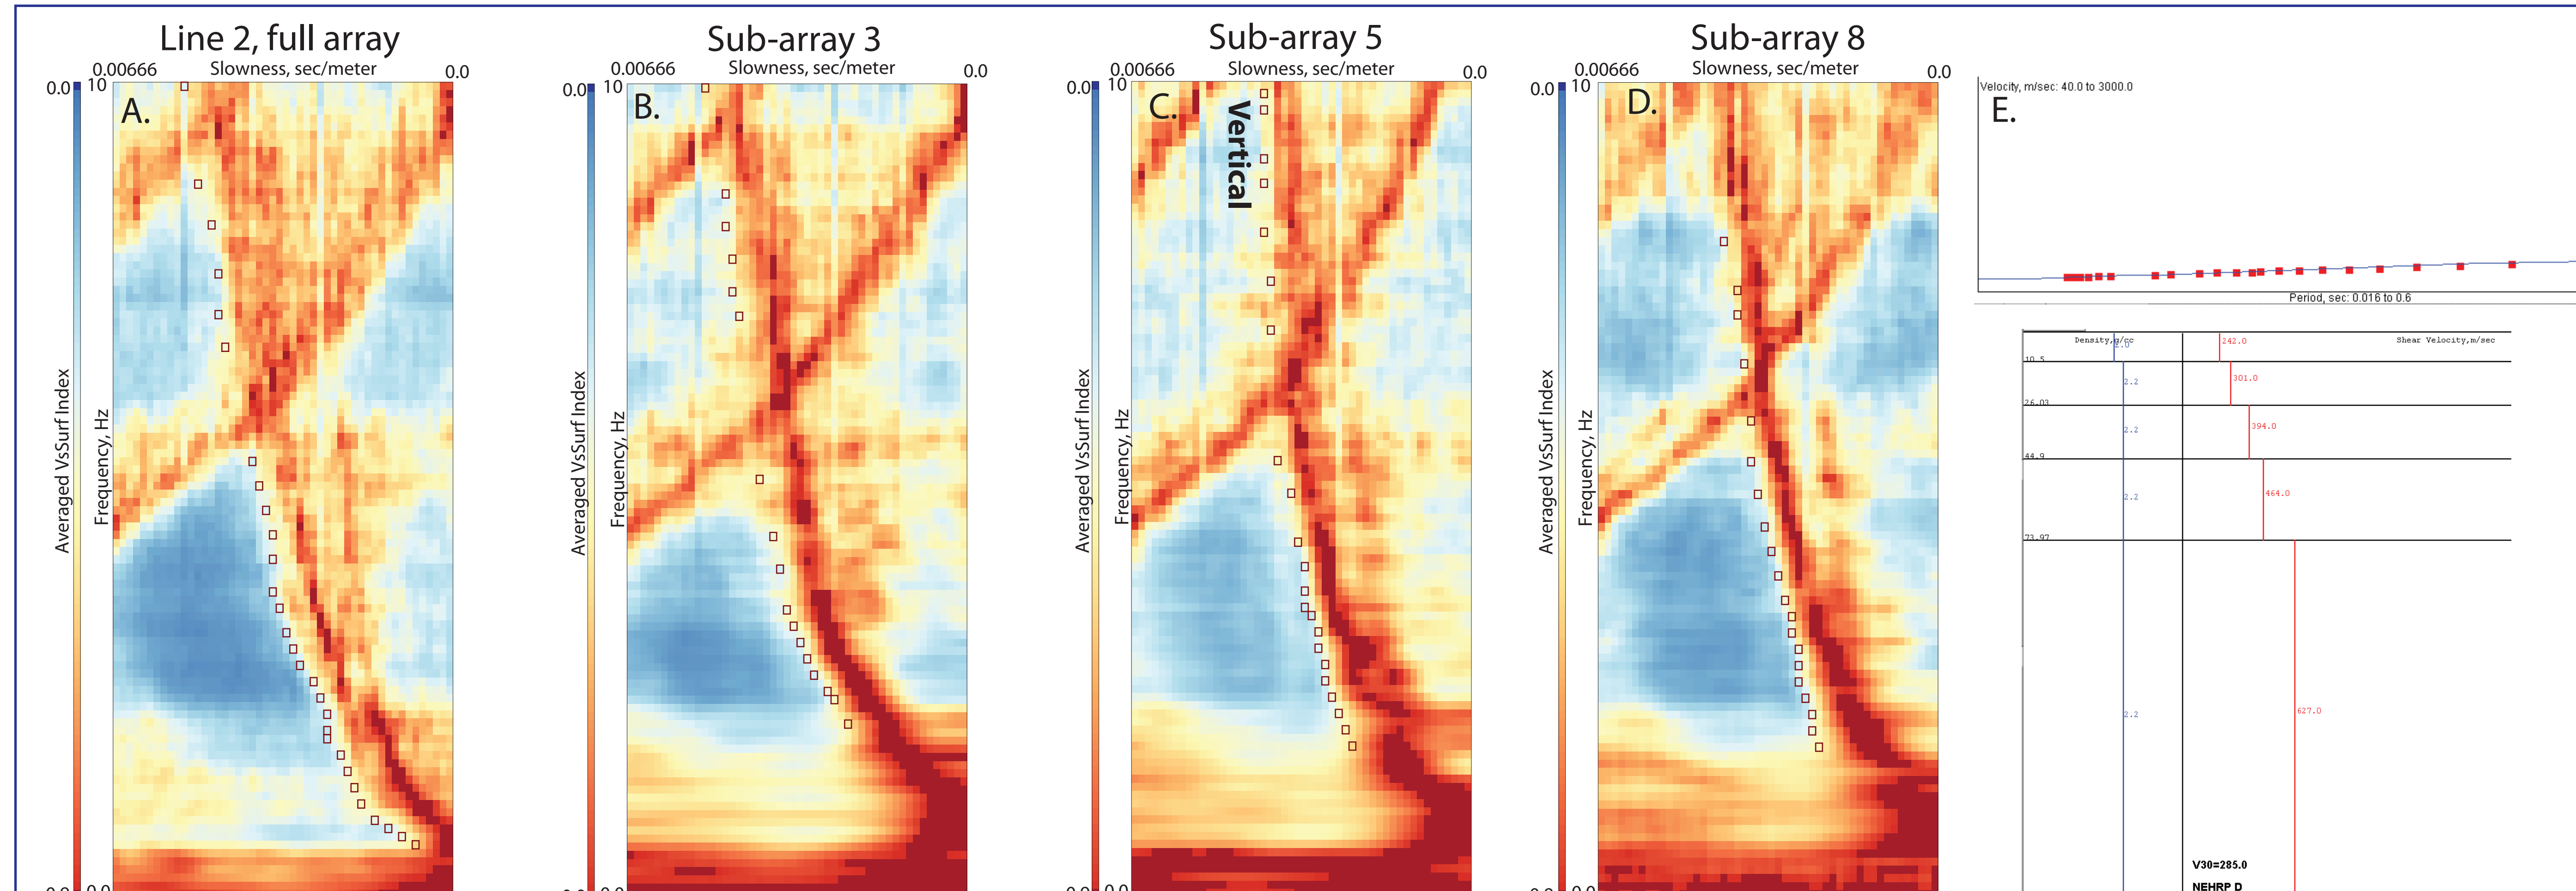 Line 2, full array
0.00666 Slowness, sec/meter 0.0
0.0
10
A.
Averaged VsSurf Index
Frequency, Hz
0.0
Sub-array 3
0.00666 Slowness, sec/meter 0.0
0.0
10
B.
Averaged VsSurf Index
Frequency, Hz
0.0
Sub-array 5
0.00666 Slowness, sec/meter 0.0
0.0
10
C.
Vertical
Averaged VsSurf Index
Frequency, Hz
0.0
Sub-array 8
0.00666 Slowness, sec/meter 0.0
0.0
10
D.
Averaged VsSurf Index
Frequency, Hz
0.0
Velocity, m/sec: 40.0 to 3000.0
E.
Period, sec: 0.016 to 0.6
Density,g/cc Shear Velocity,m/sec
2.0 242.0
10.5
2.2 301.0
26.03
2.2 394.0
44.9
2.2 464.0
73.97
2.2 627.0
V30=285.0
NEHRP D